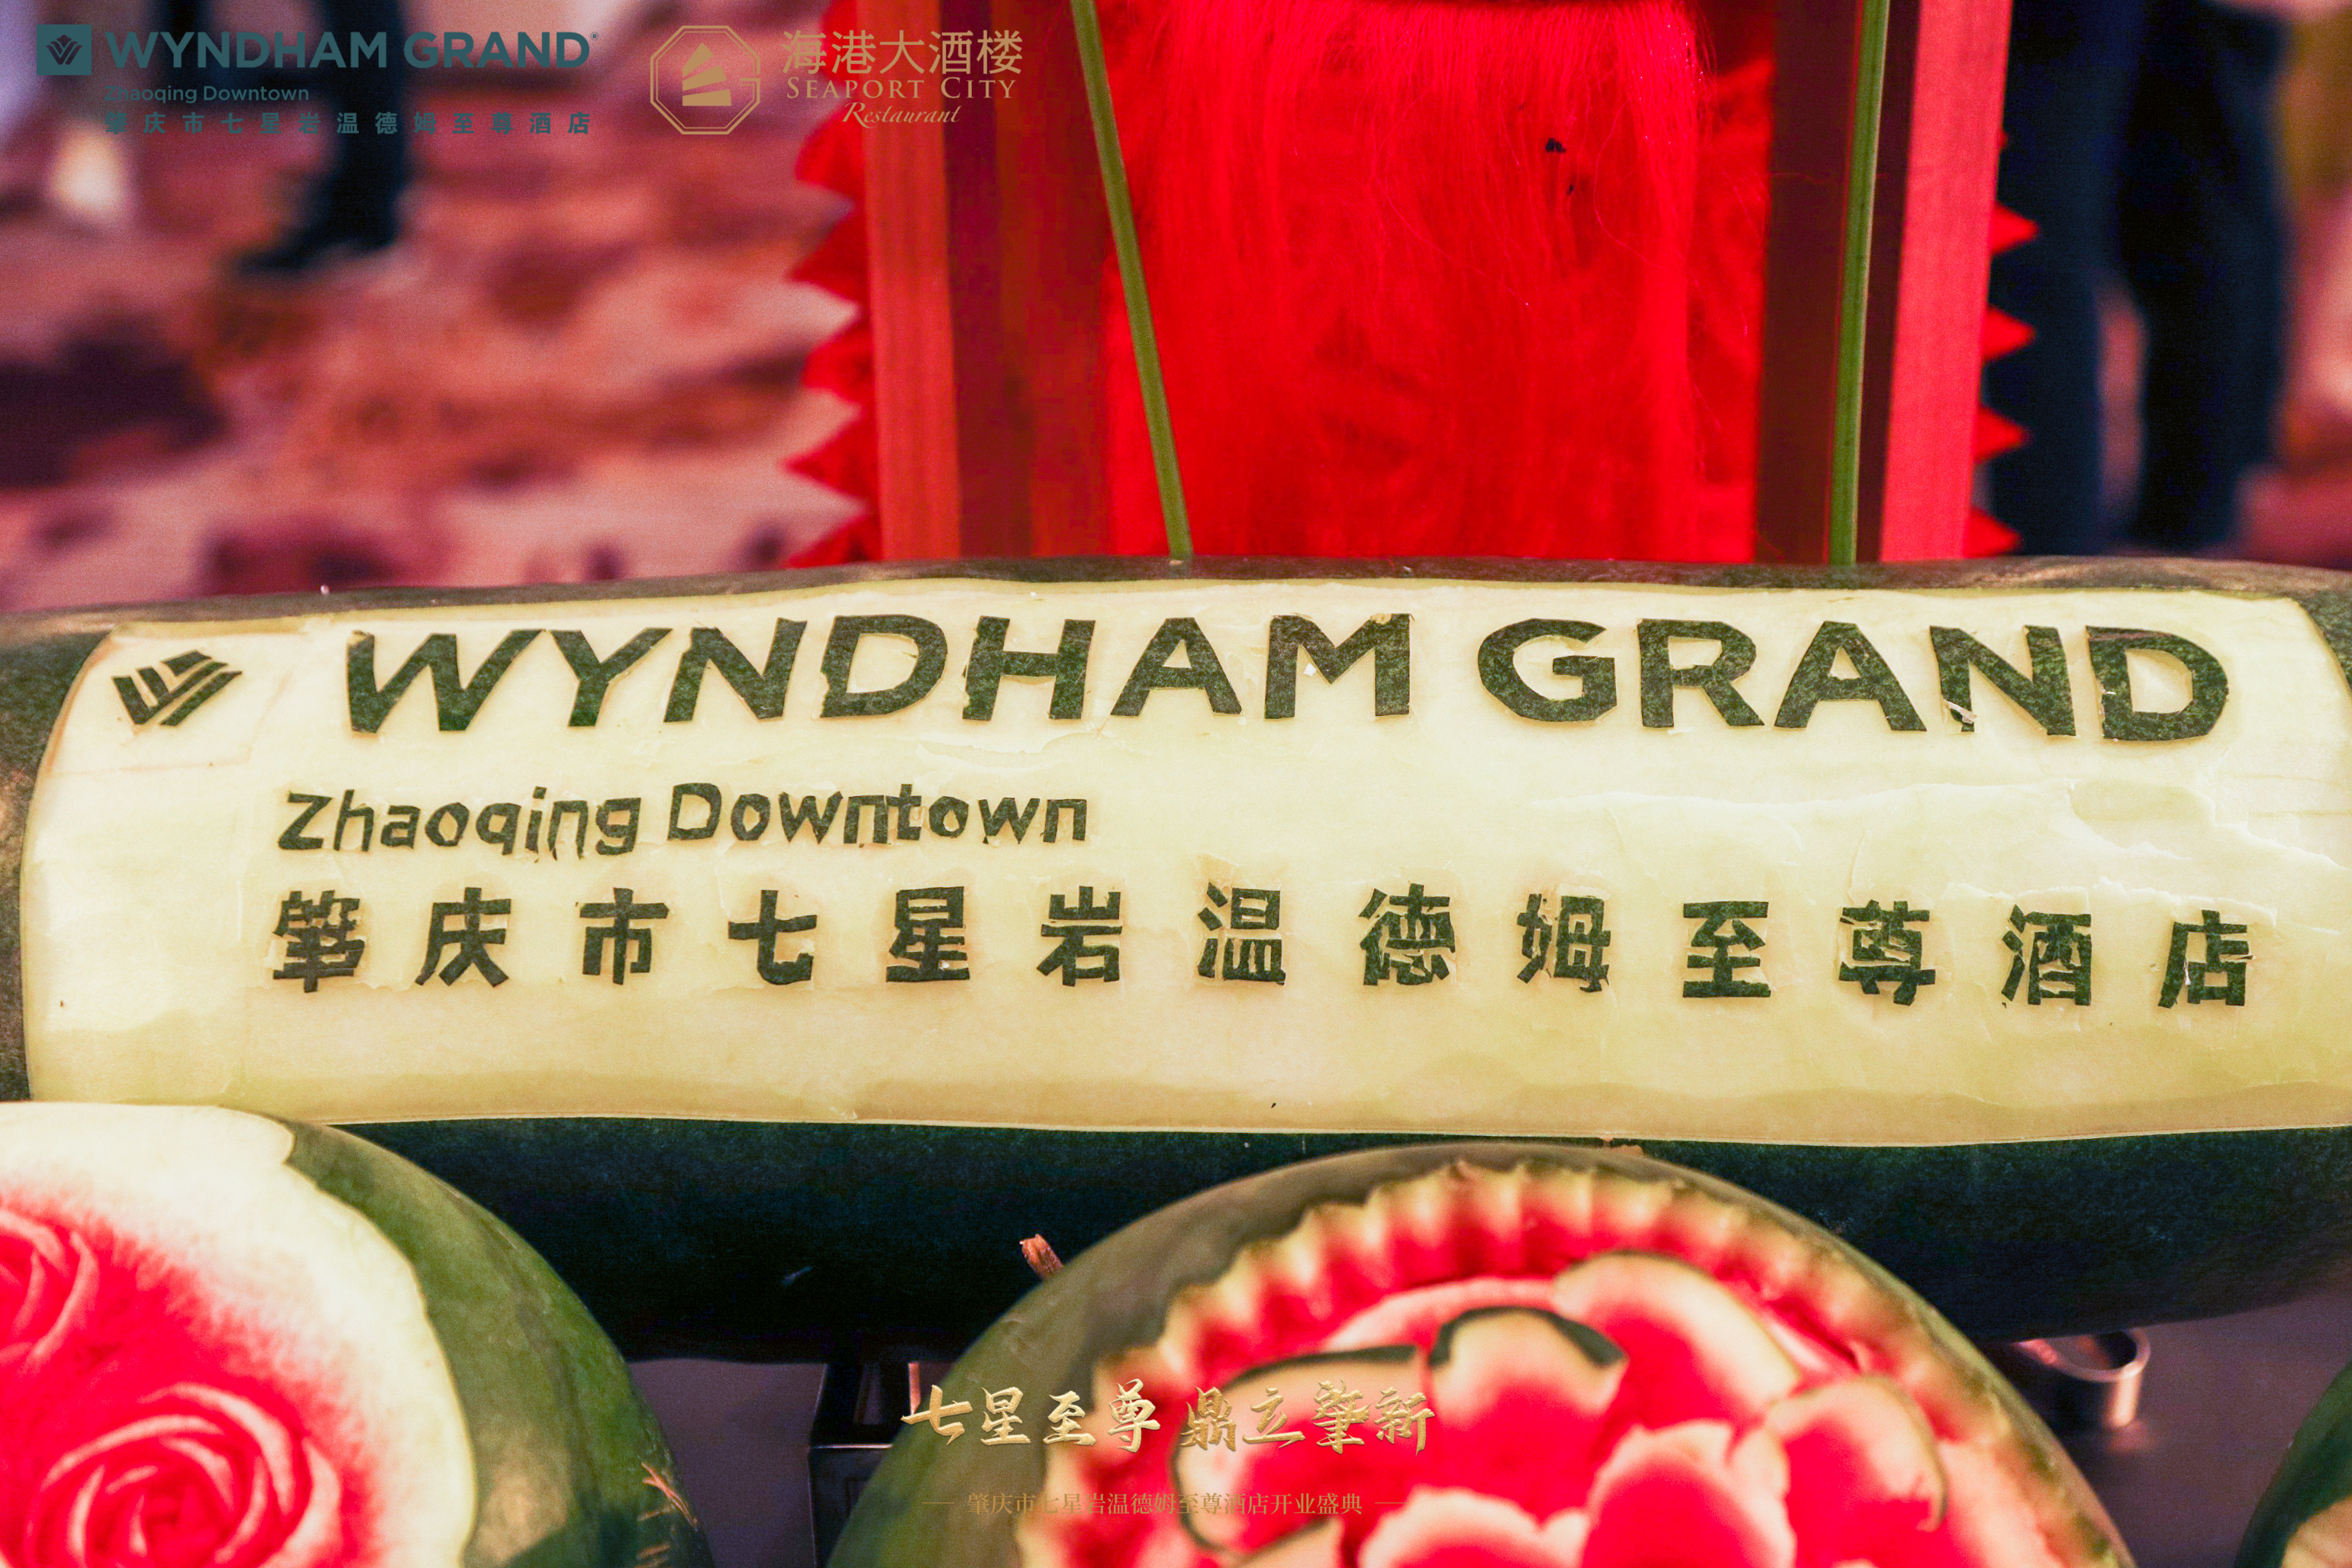 WYNDHAM GRAND®
Zhaoqing Downtown
肇庆市七星岩温德姆至尊酒店
海港大酒楼
SEAPORT CITY
Restaurant
WYNDHAM GRAND
Zhaoqing Downtown
肇庆市七星岩温德姆至尊酒店
七星至尊 鼎立肇新
肇庆市七星岩温德姆至尊酒店开业盛典